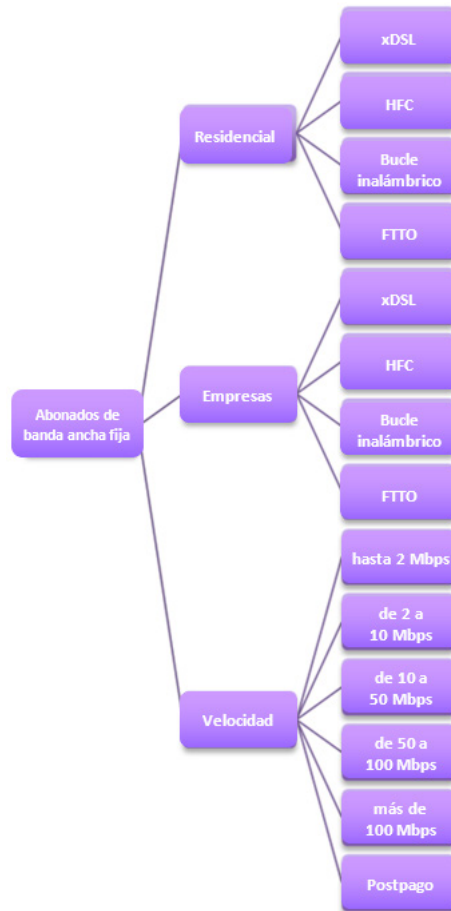 Abonados de
banda ancha fija
Residencial
xDSL
HFC
Bucle
inalámbrico
FTTO
Empresas
xDSL
HFC
Bucle
inalámbrico
FTTO
Velocidad
hasta 2 Mbps
de 2 a
10 Mbps
de 10 a
50 Mbps
de 50 a
100 Mbps
más de
100 Mbps
Postpago